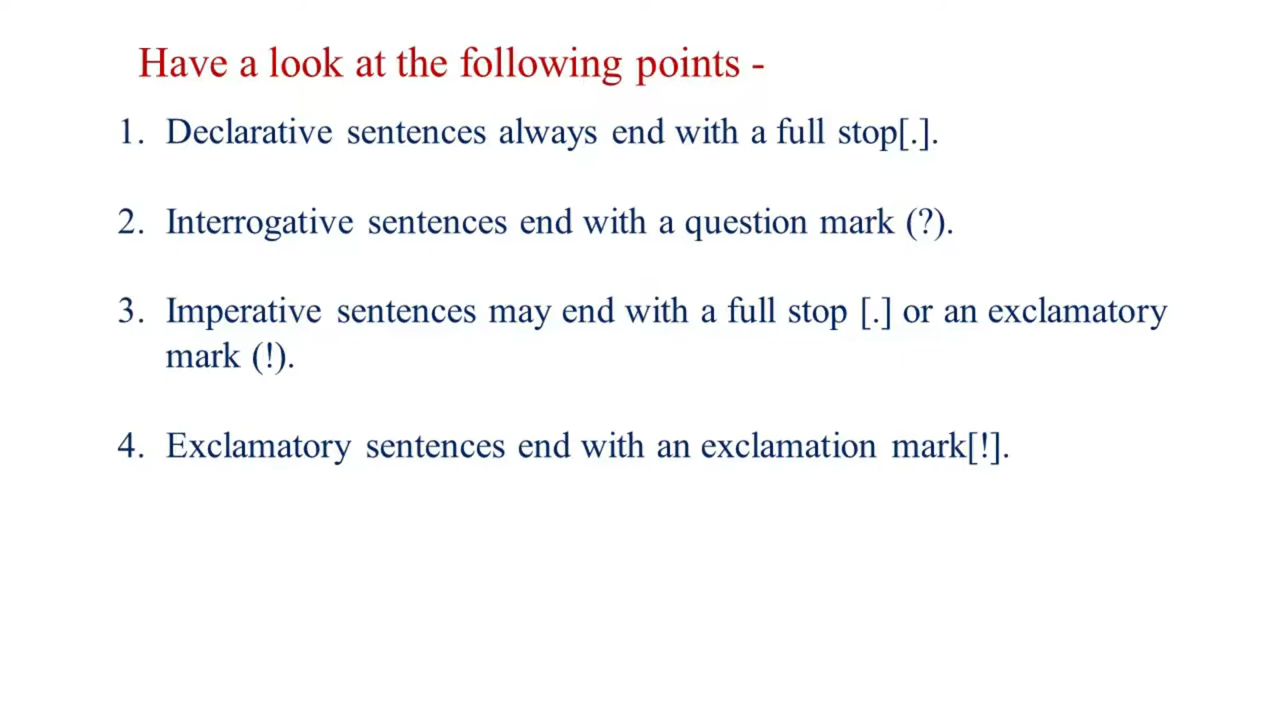 Have a look at the following points -
1. Declarative sentences always end with a full stop[.].
2. Interrogative sentences end with a question mark (?).
3. Imperative sentences may end with a full stop [.] or an exclamatory
mark (!).
4. Exclamatory sentences end with an exclamation mark[!].